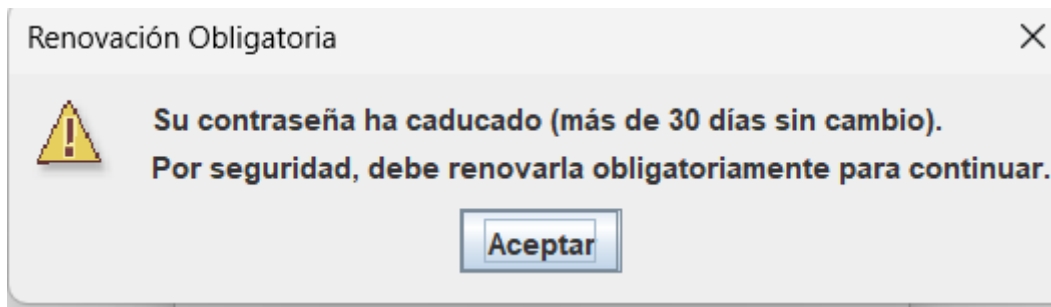 Renovación Obligatoria
Su contraseña ha caducado (más de 30 días sin cambio).
Por seguridad, debe renovarla obligatoriamente para continuar.
Aceptar